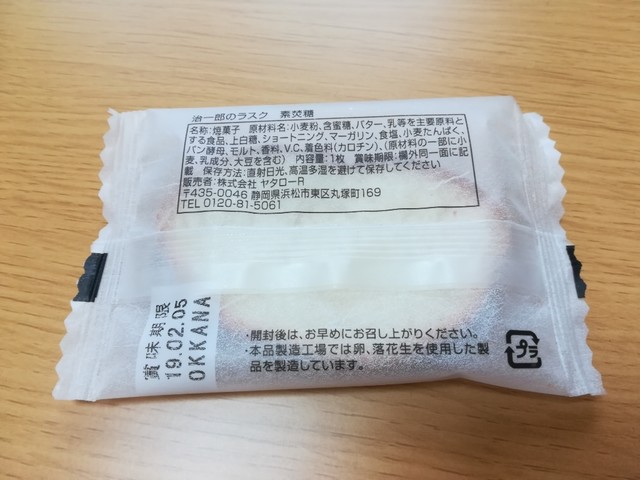 治一郎のラスク 素焚糖
名称:焼菓子 原材料名:小麦粉、含蜜糖、バター、乳等を主要原料と
する食品、上白糖、ショートニング、マーガリン、食塩、小麦たんぱく、
パン酵母、モルト、香料、V.C、着色料(カロチン)、(原材料の一部に小
麦、乳成分、大豆を含む) 内容量:1枚 賞味期限:欄外同一面に記
載 保存方法:直射日光、高温多湿を避けて保存してください
販売者:株式会社 ヤタローR
〒435-0046 静岡県浜松市東区丸塚町169
TEL 0120-81-5061
賞味期限
19.02.05
OKKANA
・開封後は、お早めにお召し上がりください。
・本品製造工場では卵、落花生を使用した製
品を製造しています。
プラ